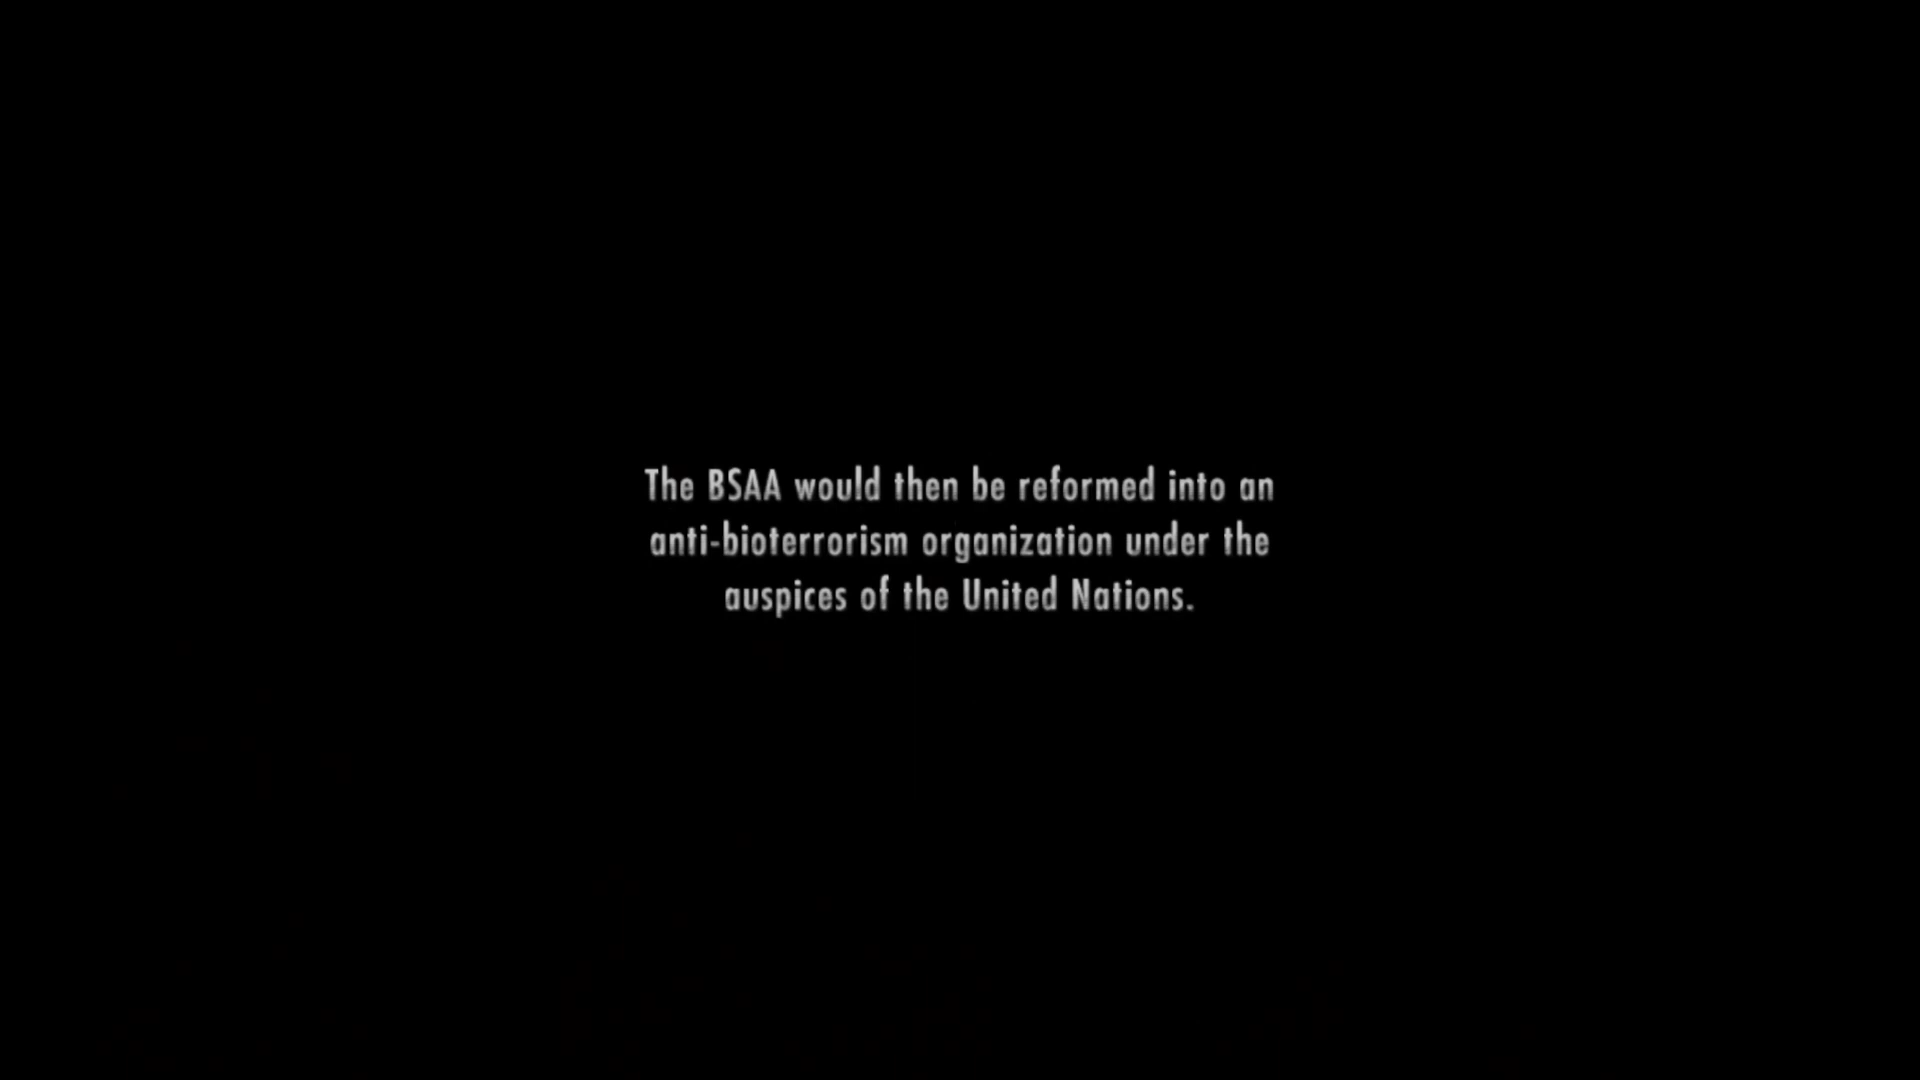 The BSAA would then be reformed into an
anti-bioterrorism organization under the
auspices of the United Nations.